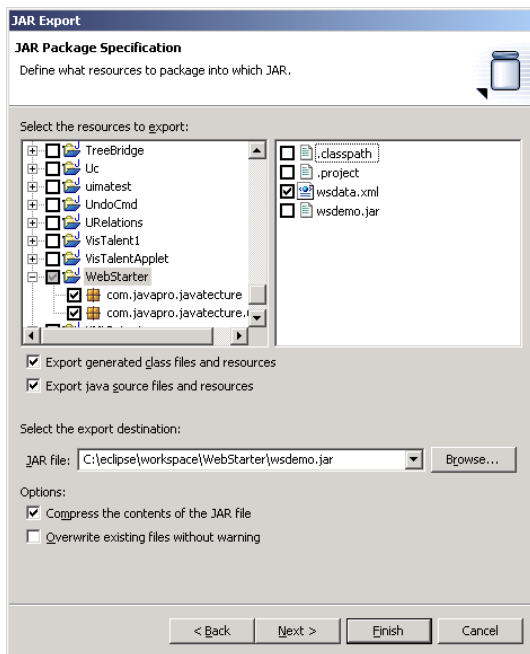 JAR Export
JAR Package Specification
Define what resources to package into which JAR.
Select the resources to export:
TreeBridge
Uc
uimatest
UndoCmd
URelations
VisTalent1
VisTalentApplet
WebStarter
com.javapro.javatecture
com.javapro.javatecture.
.classpath
.project
wsdata.xml
wsdemo.jar
Export generated class files and resources
Export java source files and resources
Select the export destination:
JAR file: C:\eclipse\workspace\WebStarter\wsdemo.jar Browse...
Options:
Compress the contents of the JAR file
Overwrite existing files without warning
< Back Next > Finish Cancel